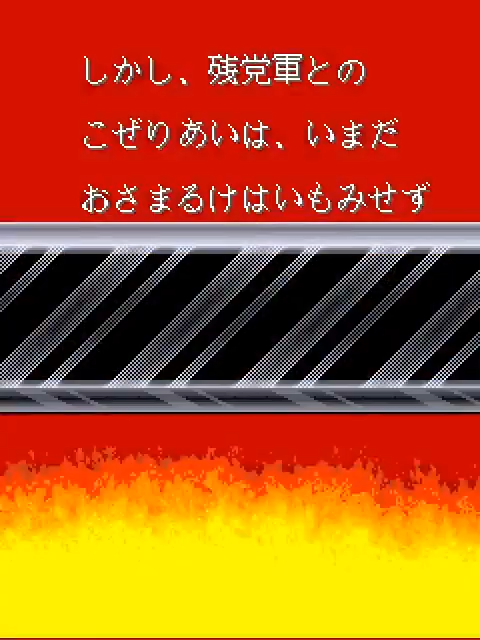 しかし、残党軍との
こぜりあいは、いまだ
おさまるけはいもみせず